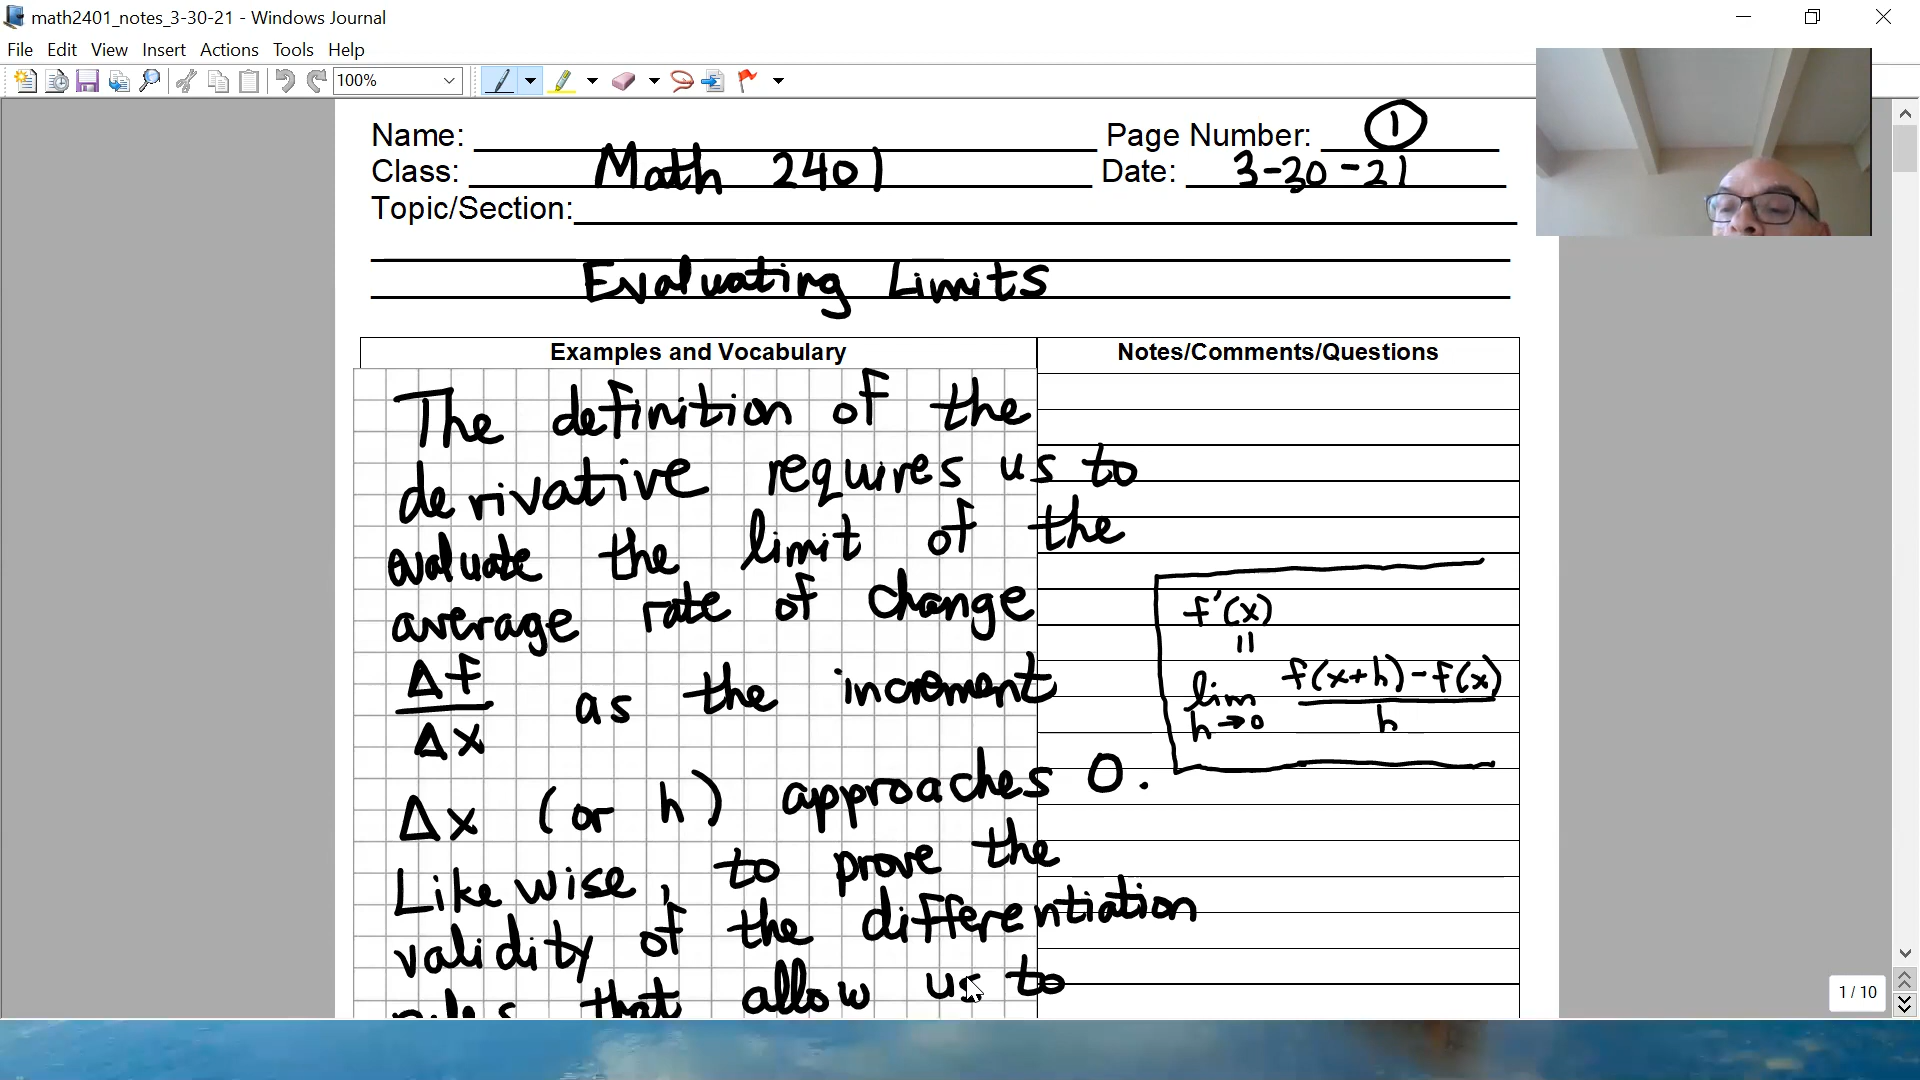 math2401_notes_3-30-21 - Windows Journal
File Edit View Insert Actions Tools Help
100%
Name: Page Number: 1
Class: Math 2401 Date: 3-30-21
Topic/Section:
Evaluating Limits
Examples and Vocabulary Notes/Comments/Questions
The definition of the
derivative requires us to
evaluate the limit of the
average rate of change
Δf/Δx as the increment
Δx (or h) approaches 0.
Likewise, to prove the
validity of the differentiation
rules that allow us to
f'(x)
=
lim h→0 f(x+h)-f(x)/h
1 / 10